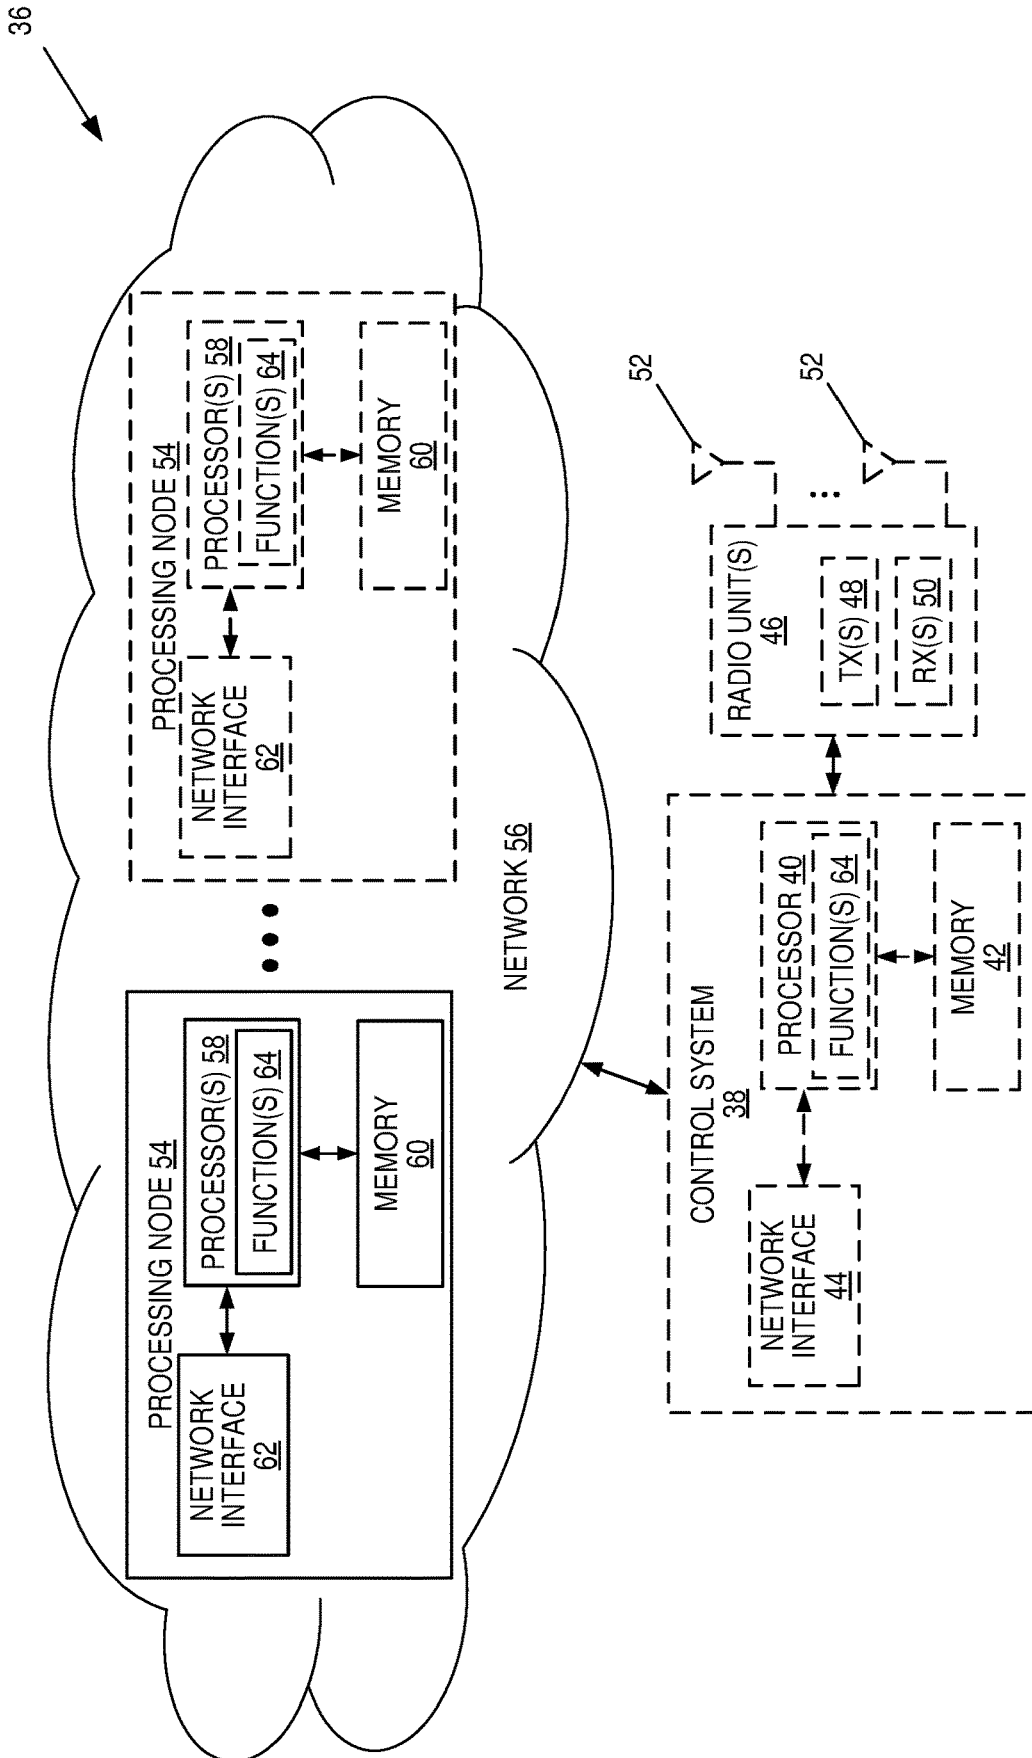 36
PROCESSING NODE 54
NETWORK
INTERFACE
62
PROCESSOR(S) 58
FUNCTION(S) 64
MEMORY
60
PROCESSING NODE 54
NETWORK
INTERFACE
62
PROCESSOR(S) 58
FUNCTION(S) 64
MEMORY
60
NETWORK 56
CONTROL SYSTEM
38
NETWORK
INTERFACE
44
PROCESSOR 40
FUNCTION(S) 64
MEMORY
42
RADIO UNIT(S)
46
TX(S) 48
RX(S) 50
52
52